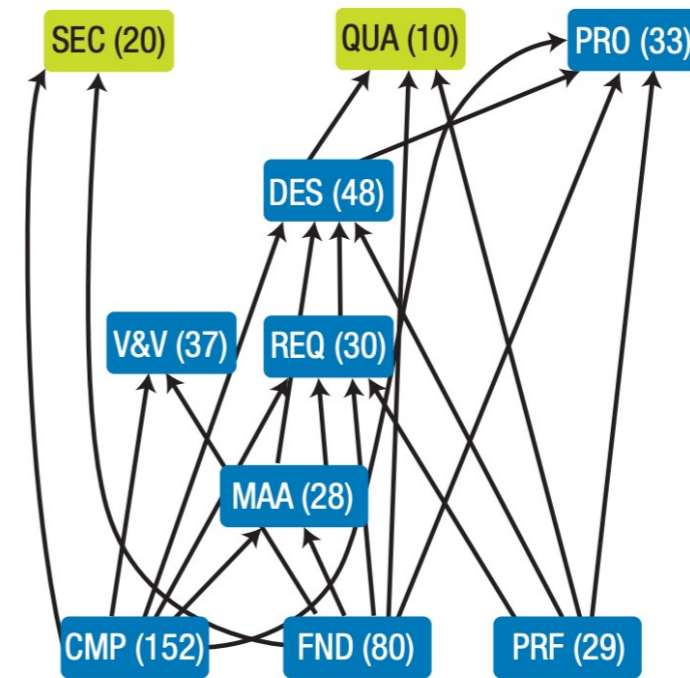 SEC (20)
QUA (10)
PRO (33)
DES (48)
V&V (37)
REQ (30)
MAA (28)
CMP (152)
FND (80)
PRF (29)